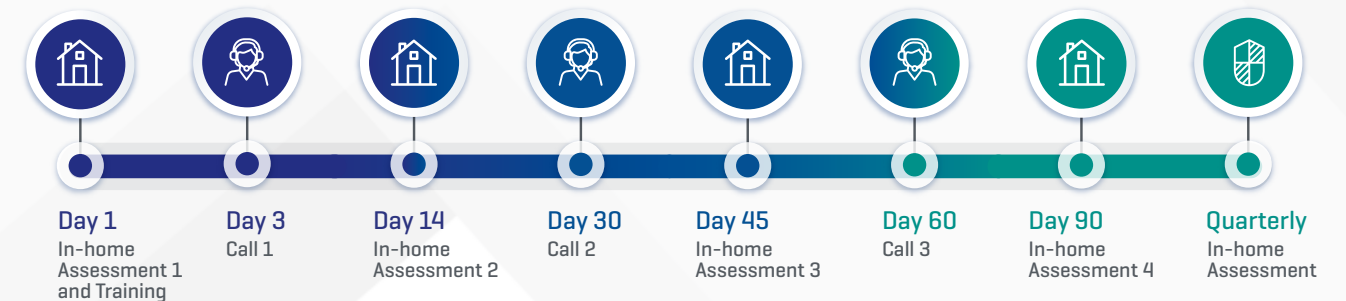 Day 1
In-home
Assessment 1
and Training
Day 3
Call 1
Day 14
In-home
Assessment 2
Day 30
Call 2
Day 45
In-home
Assessment 3
Day 60
Call 3
Day 90
In-home
Assessment 4
Quarterly
In-home
Assessment